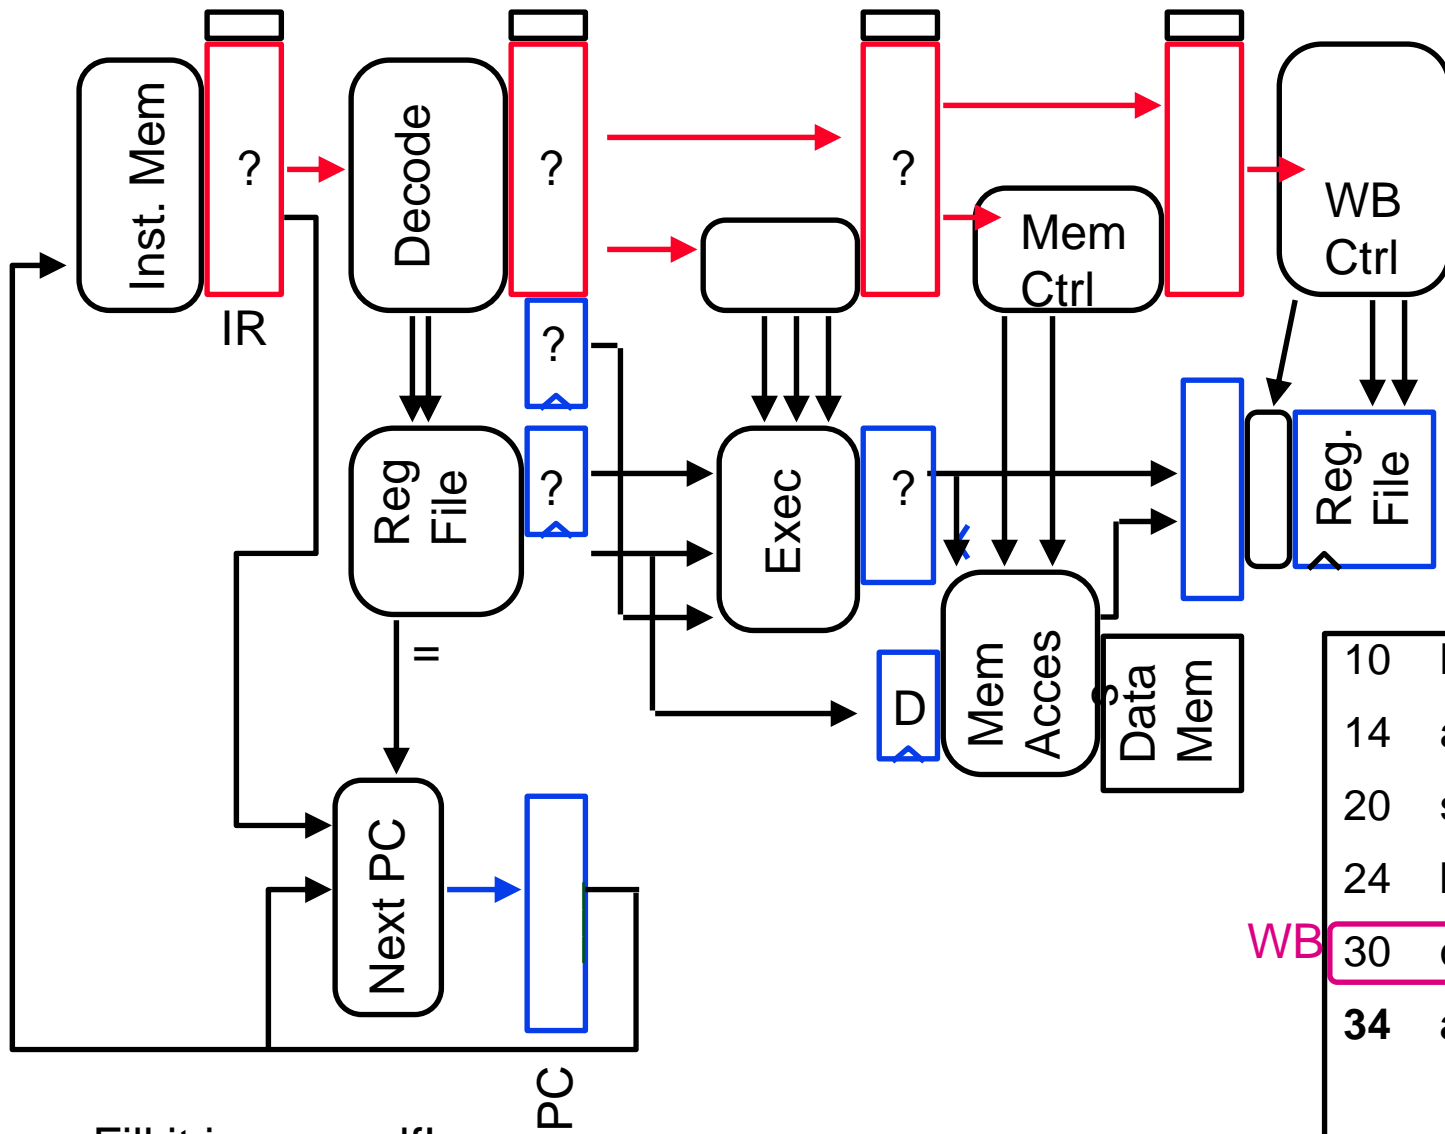 Inst. Mem
?
IR
Decode
?
?
?
Reg
File
=
?
Exec
?
Mem
Ctrl
WB
Ctrl
Reg.
File
D
Mem
Acces
s
Data
Mem
Next PC
PC
10
14
20
24
WB
30
34